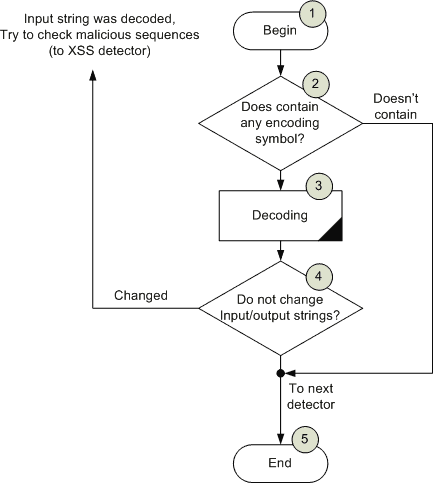 Input string was decoded,
Try to check malicious sequences
(to XSS detector)
1
Begin
2
Does contain
any encoding
symbol?
Doesn't
contain
3
Decoding
4
Do not change
Input/output strings?
Changed
To next
detector
5
End